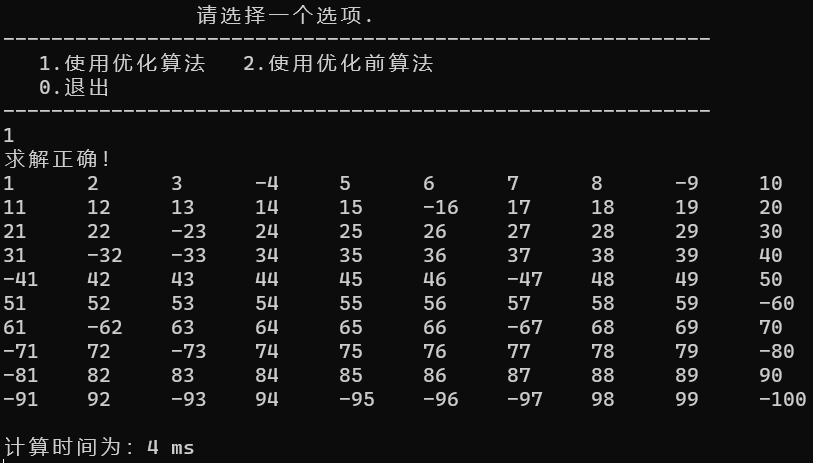 请选择一个选项.
-----------------------------------------------------------
1.使用优化算法 2.使用优化前算法
0.退出
-----------------------------------------------------------
1
求解正确!
1 2 3 -4 5 6 7 8 -9 10
11 12 13 14 15 -16 17 18 19 20
21 22 -23 24 25 26 27 28 29 30
31 -32 -33 34 35 36 37 38 39 40
-41 42 43 44 45 46 -47 48 49 50
51 52 53 54 55 56 57 58 59 -60
61 -62 63 64 65 66 -67 68 69 70
-71 72 -73 74 75 76 77 78 79 -80
-81 82 83 84 85 86 87 88 89 90
-91 92 -93 94 -95 -96 -97 98 99 -100
计算时间为: 4 ms